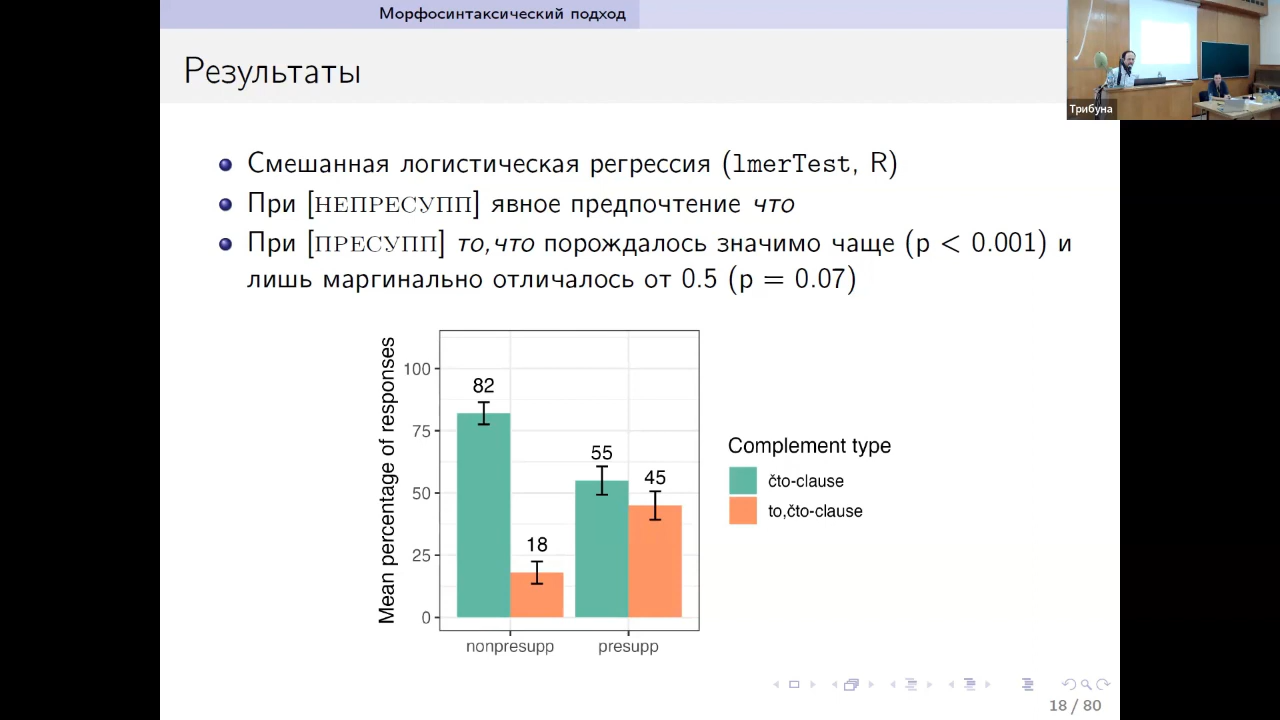 Морфосинтаксический подход
Трибуна
Результаты
Смешанная логистическая регрессия (lmerTest, R)
При [НЕПРЕСУПП] явное предпочтение что
При [ПРЕСУПП] то,что порождалось значимо чаще (p < 0.001) и
лишь маргинально отличалось от 0.5 (p = 0.07)
Mean percentage of responses
100
75
50
25
0
82
18
55
45
nonpresupp
presupp
Complement type
čto-clause
to,čto-clause
18 / 80